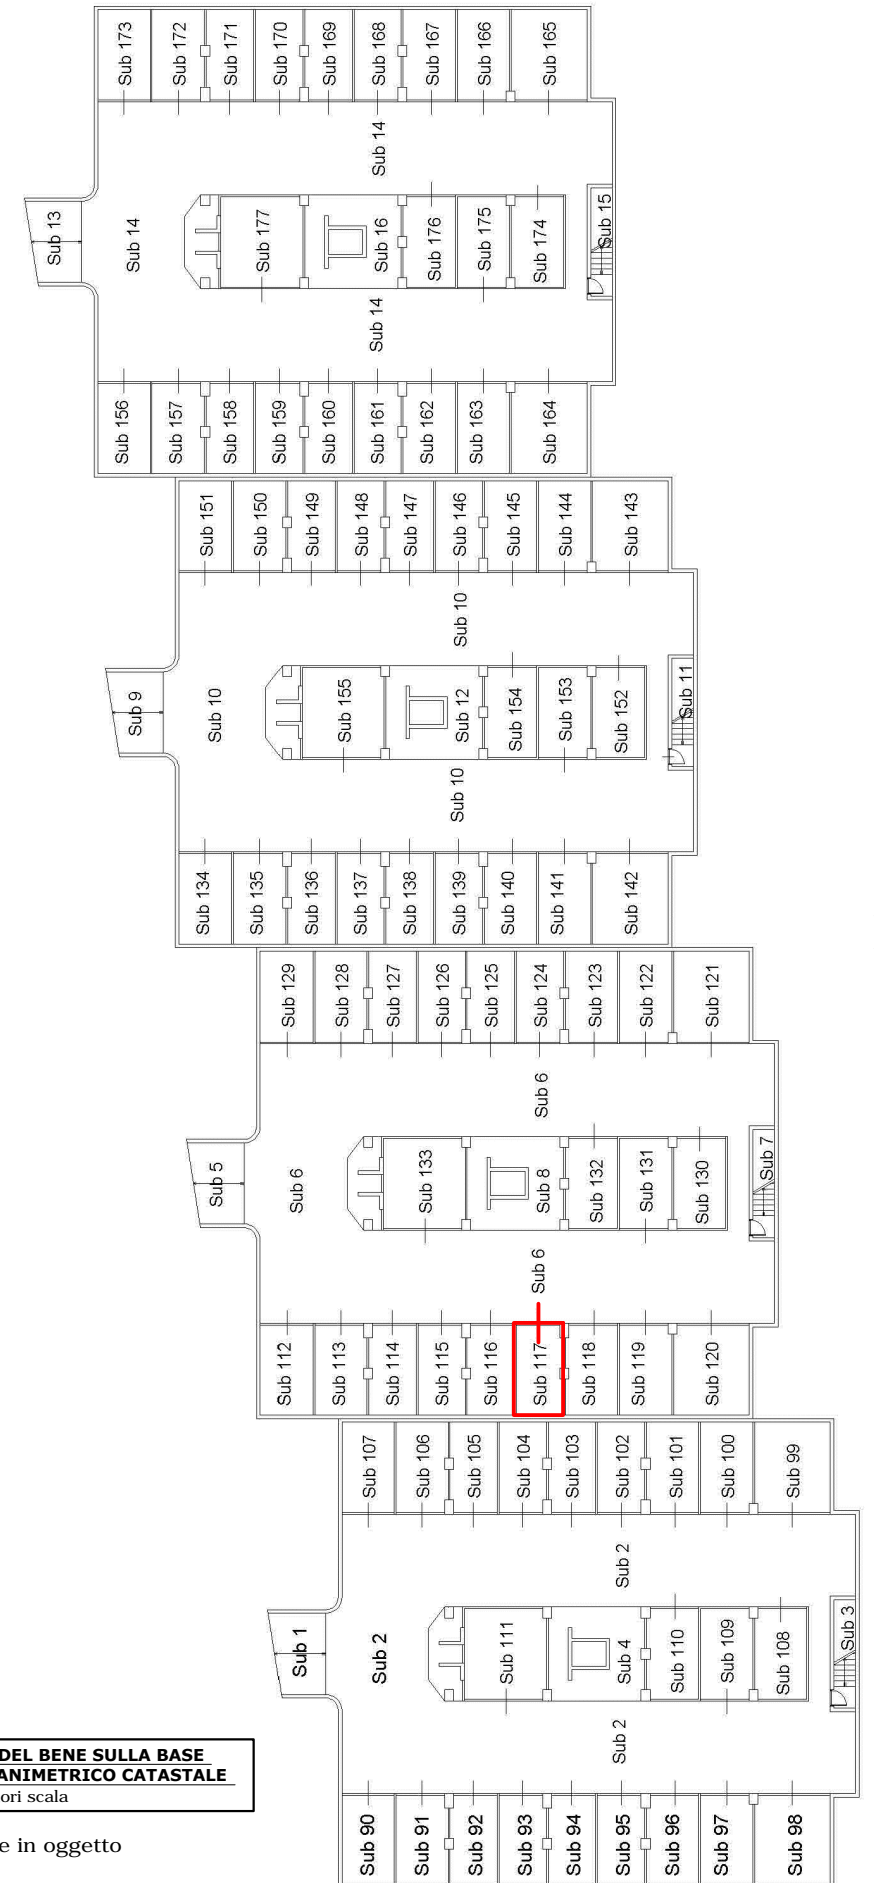 Sub 173
Sub 172
Sub 171
Sub 170
Sub 169
Sub 168
Sub 167
Sub 166
Sub 165
Sub 14
Sub 13
Sub 14
Sub 177
Sub 16
Sub 176
Sub 175
Sub 174
Sub 15
Sub 14
Sub 156
Sub 157
Sub 158
Sub 159
Sub 160
Sub 161
Sub 162
Sub 163
Sub 164
Sub 151
Sub 150
Sub 149
Sub 148
Sub 147
Sub 146
Sub 145
Sub 144
Sub 143
Sub 10
Sub 9
Sub 10
Sub 155
Sub 12
Sub 154
Sub 153
Sub 152
Sub 11
Sub 10
Sub 134
Sub 135
Sub 136
Sub 137
Sub 138
Sub 139
Sub 140
Sub 141
Sub 142
Sub 129
Sub 128
Sub 127
Sub 126
Sub 125
Sub 124
Sub 123
Sub 122
Sub 121
Sub 6
Sub 5
Sub 6
Sub 133
Sub 8
Sub 132
Sub 131
Sub 130
Sub 7
Sub 6
Sub 112
Sub 113
Sub 114
Sub 115
Sub 116
Sub 117
Sub 118
Sub 119
Sub 120
Sub 107
Sub 106
Sub 105
Sub 104
Sub 103
Sub 102
Sub 101
Sub 100
Sub 99
Sub 2
Sub 1
Sub 2
Sub 111
Sub 4
Sub 110
Sub 109
Sub 108
Sub 3
Sub 2
Sub 90
Sub 91
Sub 92
Sub 93
Sub 94
Sub 95
Sub 96
Sub 97
Sub 98
DEL BENE SULLA BASE
ANIMETRICO CATASTALE
ori scala
e in oggetto